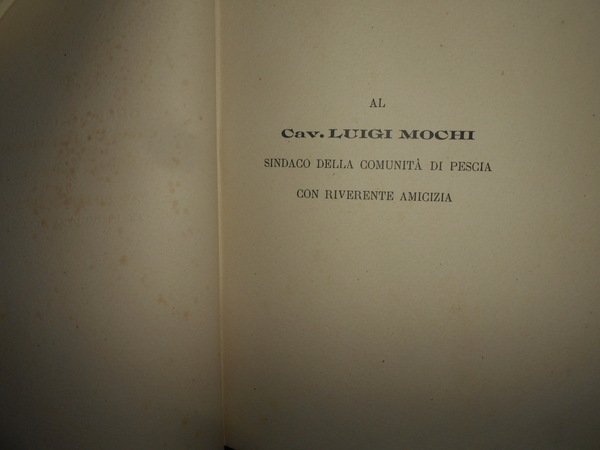 AL
Cav. LUIGI MOCHI
SINDACO DELLA COMUNITÀ DI PESCIA
CON RIVERENTE AMICIZIA